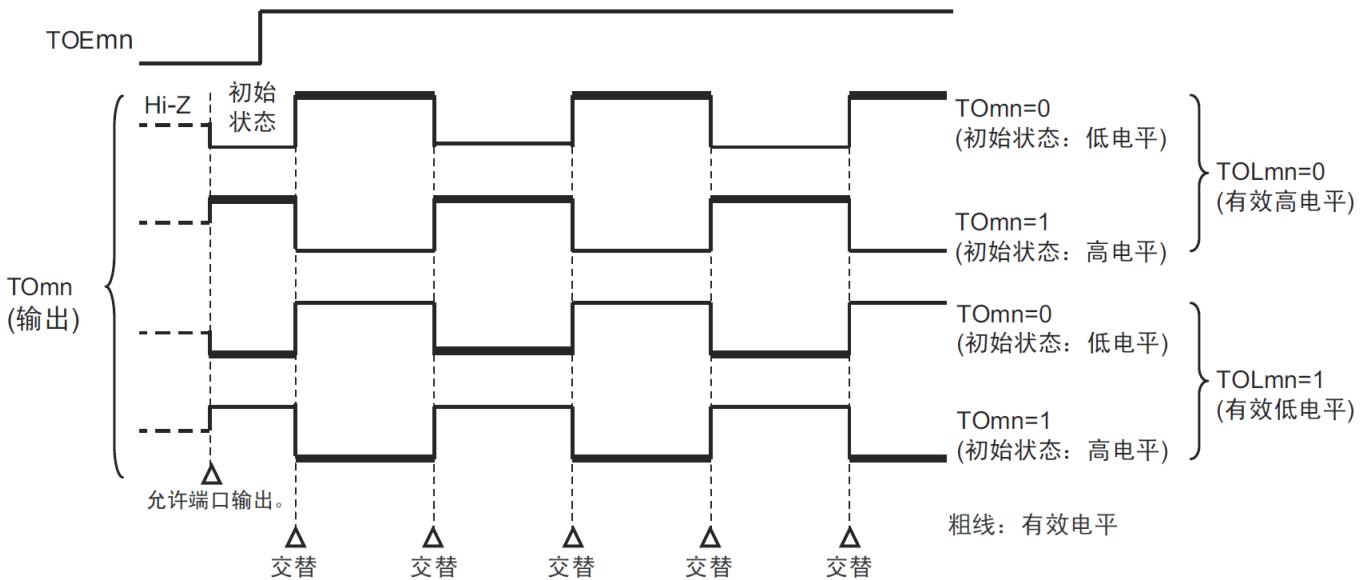 TOEmn
Hi-Z
初始
状态
TOmn=0
(初始状态：低电平)
TOLmn=0
(有效高电平)
TOmn=1
(初始状态：高电平)
TOmn
(输出)
TOmn=0
(初始状态：低电平)
TOLmn=1
(有效低电平)
TOmn=1
(初始状态：高电平)
允许端口输出。
粗线：有效电平
交替
交替
交替
交替
交替